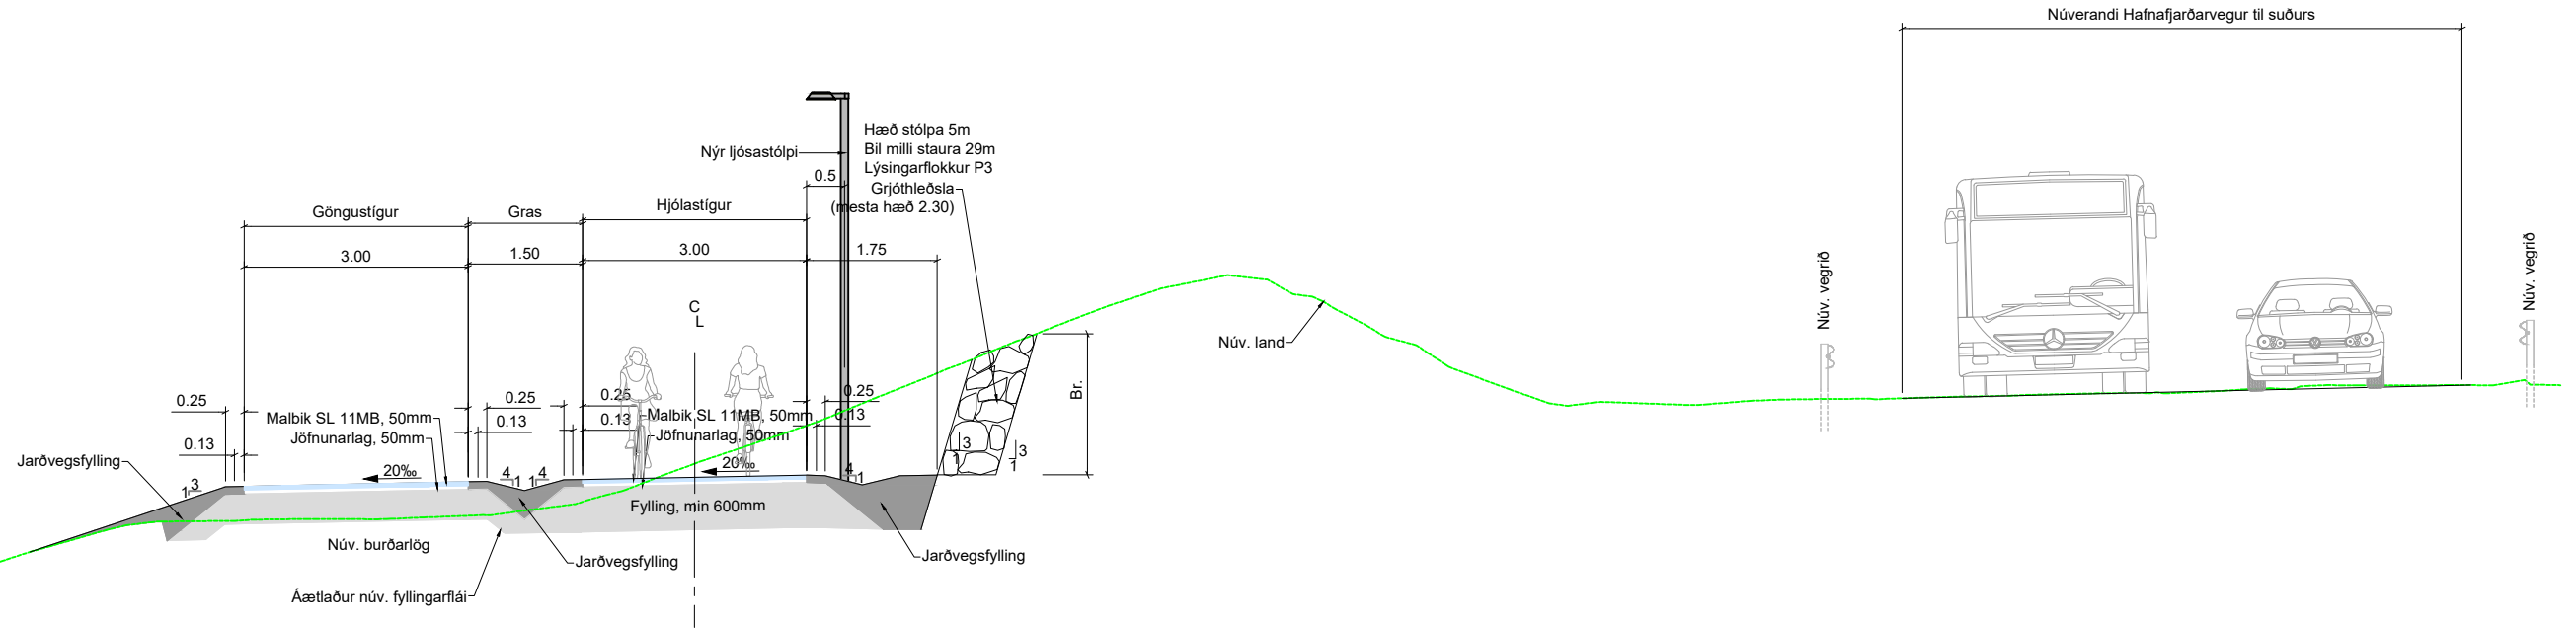 Núverandi Hafnafjarðarvegur til suðurs
Hæð stólpa 5m
Bil milli staura 29m
Lýsingarflokkur P3
Nýr ljósastólpi
0.5
Grjóthleðsla
(mesta hæð 2.30)
Göngustígur
Gras
Hjólastígur
3.00
1.50
3.00
1.75
C
L
Núv. vegrið
Núv. vegrið
Núv. land
Br.
0.25
0.25
0.25
0.25
Malbik SL 11MB, 50mm
0.13
0.13
Malbik SL 11MB, 50mm
0.13
Jöfnunarlag, 50mm
Jöfnunarlag, 50mm
0.13
Jarðvegsfylling
20‰
20‰
1
3
4
1
1
4
4
1
3
1
3
1
Fylling, min 600mm
Núv. burðarlög
Jarðvegsfylling
Jarðvegsfylling
Áætlaður núv. fyllingarflái